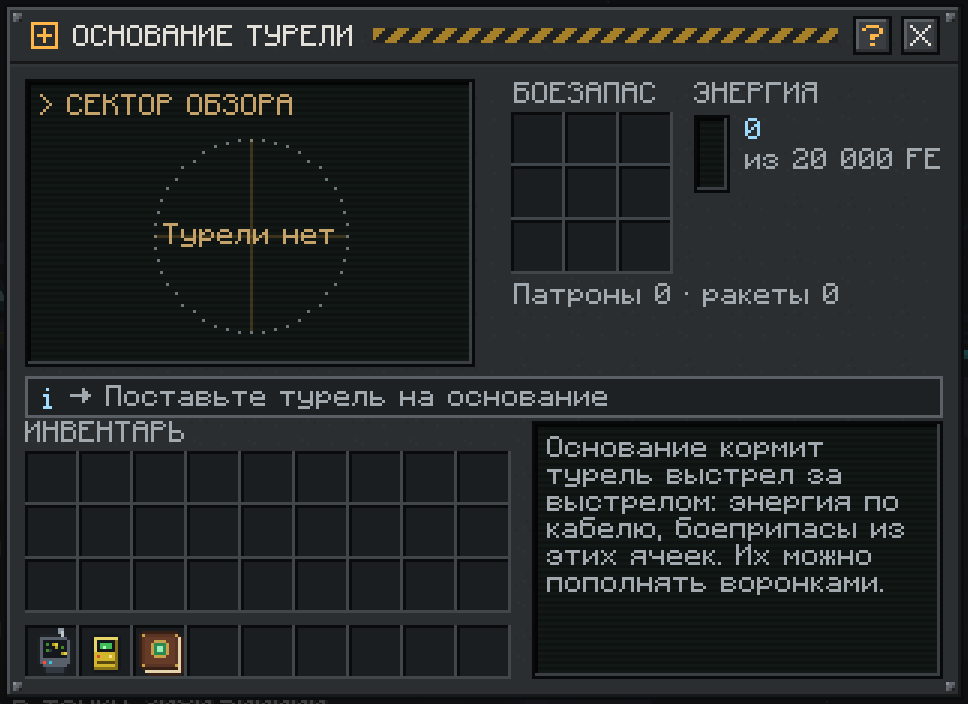 ОСНОВАНИЕ ТУРЕЛИ
?
> СЕКТОР ОБЗОРА
Турели нет
БОЕЗАПАС
ЭНЕРГИЯ
0
из 20 000 FE
Патроны 0 · ракеты 0
i → Поставьте турель на основание
ИНВЕНТАРЬ
Основание кормит
турель выстрел за
выстрелом: энергия по
кабелю, боеприпасы из
этих ячеек. Их можно
пополнять воронками.